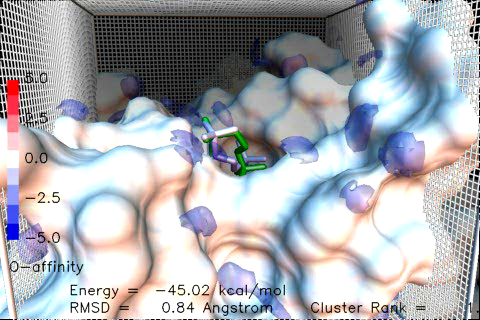 5.0
2.5
0.0
−2.5
−5.0
O-affinity
Energy = −45.02 kcal/mol
RMSD = 0.84 Angstrom Cluster Rank = 1.